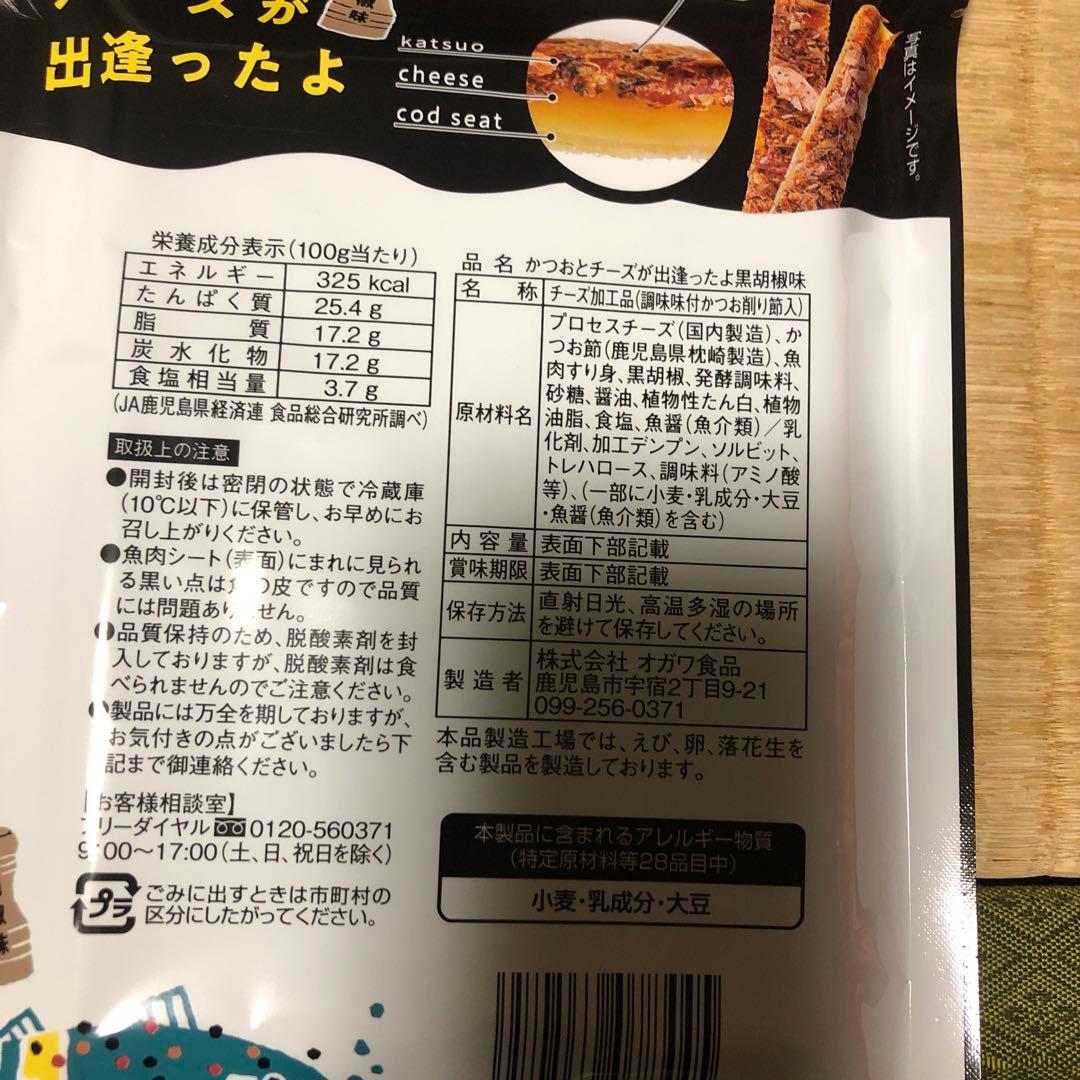 ズが
出逢ったよ
katsuo
cheese
cod seat
写真はイメージです。
栄養成分表示(100g当たり)
エネルギー 325 kcal
たんぱく質 25.4 g
脂質 17.2 g
炭水化物 17.2 g
食塩相当量 3.7 g
(JA鹿児島県経済連 食品総合研究所調べ)
取扱上の注意
●開封後は密閉の状態で冷蔵庫
(10℃以下)に保管し、お早めにお
召し上がりください。
●魚肉シート(表面)にまれに見られ
る黒い点は魚の皮ですので品質
には問題ありません。
●品質保持のため、脱酸素剤を封
入しておりますが、脱酸素剤は食
べられませんのでご注意ください。
●製品には万全を期しておりますが、
お気付きの点がございましたら下
記まで御連絡ください。
【お客様相談室】
フリーダイヤル 0120-560371
9:00〜17:00(土、日、祝日を除く)
プラ
ごみに出すときは市町村の
区分にしたがってください。
品名 かつおとチーズが出逢ったよ黒胡椒味
名称 チーズ加工品(調味味付かつお削り節入)
原材料名
プロセスチーズ(国内製造)、か
つお節(鹿児島県枕崎製造)、魚
肉すり身、黒胡椒、発酵調味料、
砂糖、醤油、植物性たん白、植物
油脂、食塩、魚醤(魚介類)/乳
化剤、加工デンプン、ソルビット、
トレハロース、調味料(アミノ酸
等)、(一部に小麦・乳成分・大豆
・魚醤(魚介類)を含む)
内容量 表面下部記載
賞味期限 表面下部記載
保存方法 直射日光、高温多湿の場所
を避けて保存してください。
製造者 株式会社 オガワ食品
鹿児島市宇宿2丁目9-21
099-256-0371
本品製造工場では、えび、卵、落花生を
含む製品を製造しております。
本製品に含まれるアレルギー物質
(特定原材料等28品目中)
小麦・乳成分・大豆